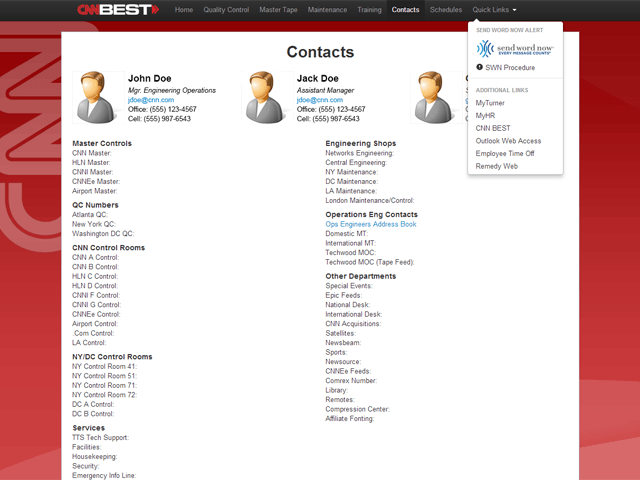 CNN BEST
Home Quality Control Master Tape Maintenance Training Contacts Schedules Quick Links
SEND WORD NOW ALERT
send word now
EVERY MESSAGE COUNTS
SWN Procedure
ADDITIONAL LINKS
MyTurner
MyHR
CNN BEST
Outlook Web Access
Employee Time Off
Remedy Web
CNN
Contacts
John Doe
Mgr. Engineering Operations
jdoe@cnn.com
Office: (555) 123-4567
Cell: (555) 987-6543
Jack Doe
Assistant Manager
jdoe@cnn.com
Office: (555) 123-4567
Cell: (555) 987-6543
Master Controls
CNN Master:
HLN Master:
CNNI Master:
CNNEe Master:
Airport Master:
QC Numbers
Atlanta QC:
New York QC:
Washington DC QC:
CNN Control Rooms
CNN A Control:
CNN B Control:
HLN C Control:
HLN D Control:
CNNI F Control:
CNNI G Control:
CNNEe Control:
Airport Control:
.Com Control:
LA Control:
NY/DC Control Rooms
NY Control Room 41:
NY Control Room 51:
NY Control Room 71:
NY Control Room 72:
DC A Control:
DC B Control:
Services
TTS Tech Support:
Facilities:
Housekeeping:
Security:
Emergency Info Line:
Engineering Shops
Networks Engineering:
Central Engineering:
NY Maintenance:
DC Maintenance:
LA Maintenance:
London Maintenance/Control:
Operations Eng Contacts
Ops Engineers Address Book
Domestic MT:
International MT:
Techwood MOC:
Techwood MOC (Tape Feed):
Other Departments
Special Events:
Epic Feeds:
National Desk:
International Desk:
CNN Acquisitions:
Satellites:
Newsbeam:
Sports:
Newsource:
CNNEe Feeds:
Comrex Number:
Library:
Remotes:
Compression Center:
Affiliate Fonting: